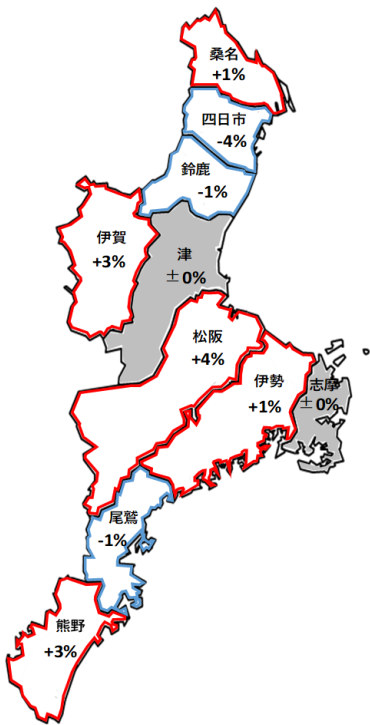 桑名
+1%
四日市
-4%
鈴鹿
-1%
伊賀
+3%
津
±0%
松阪
+4%
伊勢
+1%
志摩
±0%
尾鷲
-1%
熊野
+3%